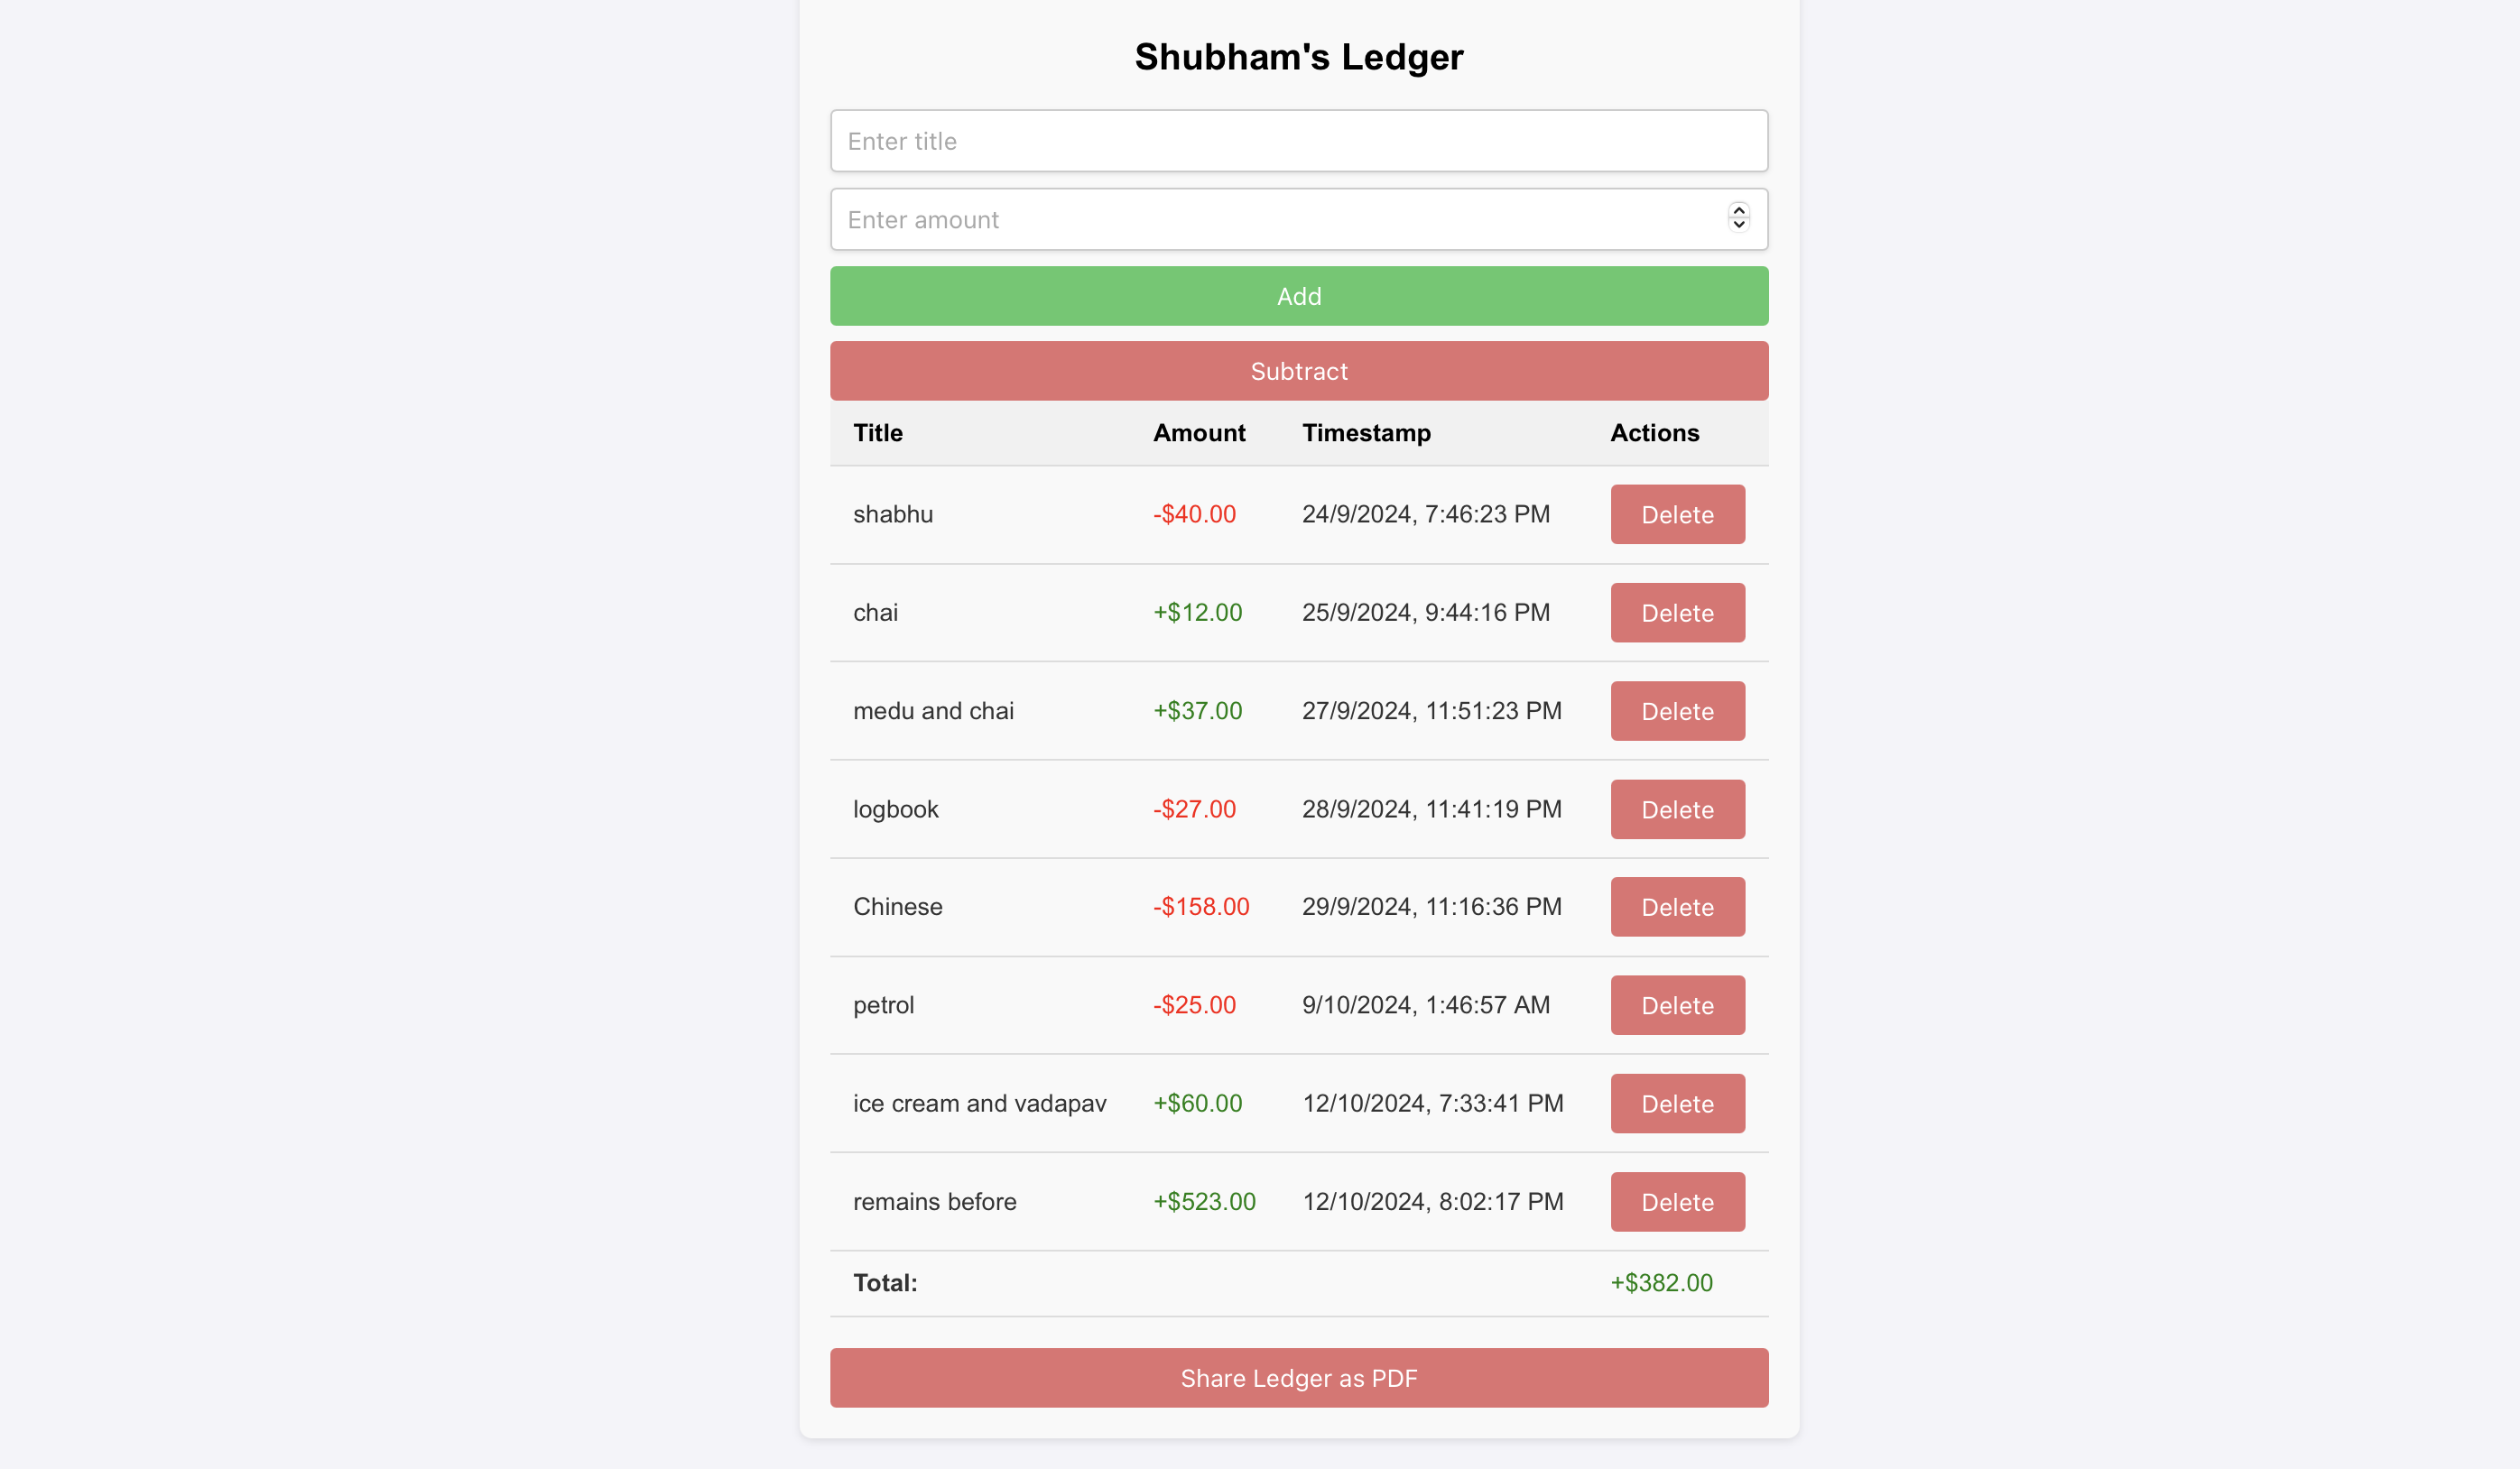 Shubham's Ledger
Enter title
Enter amount
Add
Subtract
Title Amount Timestamp Actions
shabhu -$40.00 24/9/2024, 7:46:23 PM Delete
chai +$12.00 25/9/2024, 9:44:16 PM Delete
medu and chai +$37.00 27/9/2024, 11:51:23 PM Delete
logbook -$27.00 28/9/2024, 11:41:19 PM Delete
Chinese -$158.00 29/9/2024, 11:16:36 PM Delete
petrol -$25.00 9/10/2024, 1:46:57 AM Delete
ice cream and vadapav +$60.00 12/10/2024, 7:33:41 PM Delete
remains before +$523.00 12/10/2024, 8:02:17 PM Delete
Total: +$382.00
Share Ledger as PDF